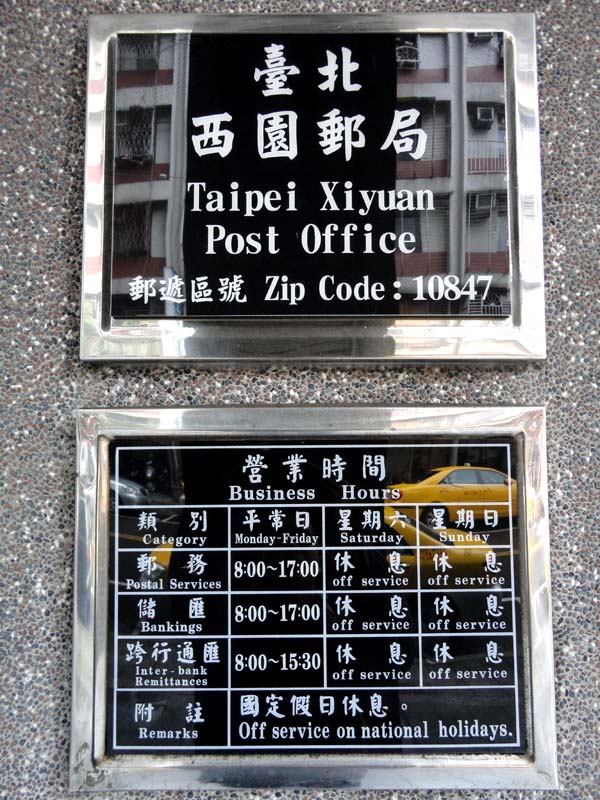 臺北
西園郵局
Taipei Xiyuan
Post Office
郵遞區號 Zip Code：10847
營業時間
Business Hours
類別 平常日 星期六 星期日
Category Monday-Friday Saturday Sunday
郵務 8:00~17:00 休息 休息
Postal Services off service off service
儲匯 8:00~17:00 休息 休息
Bankings off service off service
跨行通匯 8:00~15:30 休息 休息
Inter-bank off service off service
Remittances
附註 國定假日休息。
Remarks Off service on national holidays.